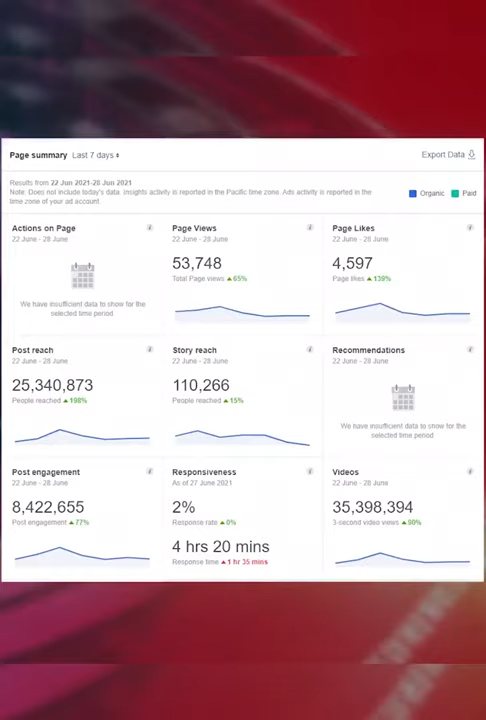 Page summary Last 7 days
Export Data
Results from 22 Jun 2021-28 Jun 2021
Note: Does not include today's data. Insights activity is reported in the Pacific time zone. Ads activity is reported in the
time zone of your ad account.
Organic Paid
Actions on Page
22 June - 28 June
We have insufficient data to show for the
selected time period
Page Views
22 June - 28 June
53,748
Total Page views ▲65%
Page Likes
22 June - 28 June
4,597
Page likes ▲139%
Post reach
22 June - 28 June
25,340,873
People reached ▲198%
Story reach
22 June - 28 June
110,266
People reached ▲15%
Recommendations
22 June - 28 June
We have insufficient data to show for the
selected time period
Post engagement
22 June - 28 June
8,422,655
Post engagement ▲77%
Responsiveness
As of 27 June 2021
2%
Response rate ▲0%
4 hrs 20 mins
Response time ▲1 hr 35 mins
Videos
22 June - 28 June
35,398,394
3-second video views ▲90%